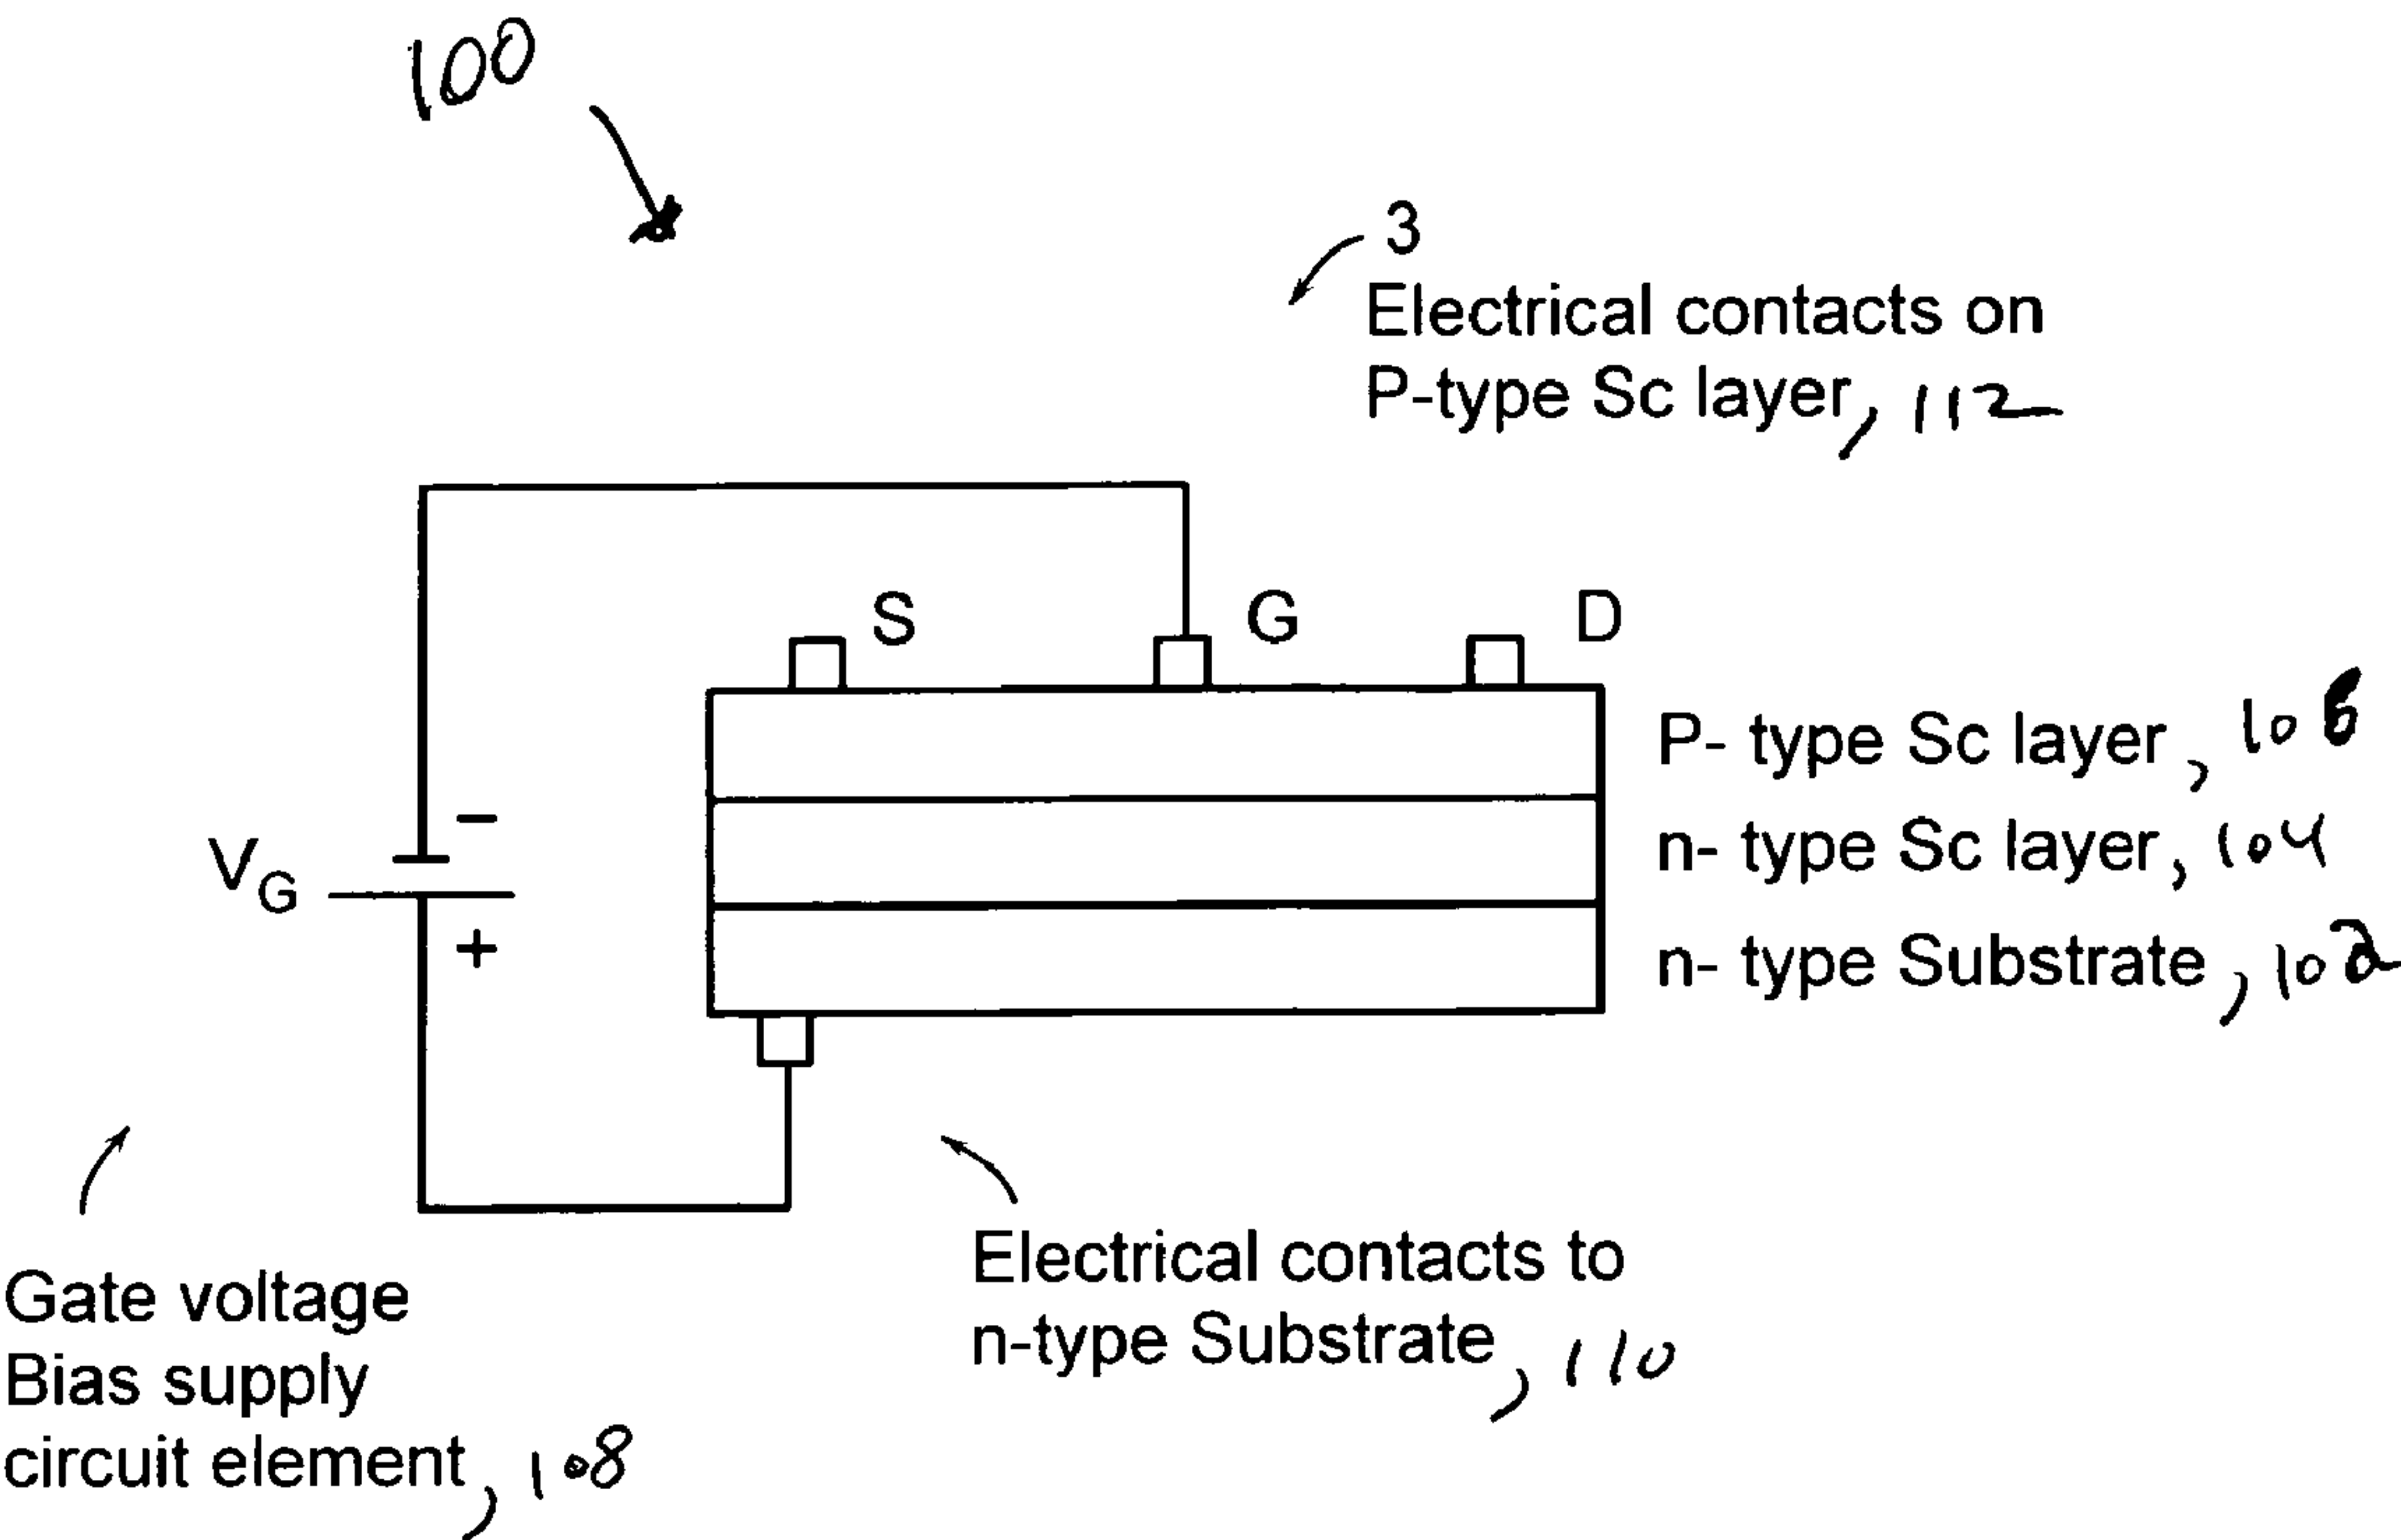 100
3
Electrical contacts on
P-type Sc layer, 112
S G D
P- type Sc layer, 106
n- type Sc layer, 104
n- type Substrate, 102
−
VG
+
Electrical contacts to
n-type Substrate, 110
Gate voltage
Bias supply
circuit element, 108